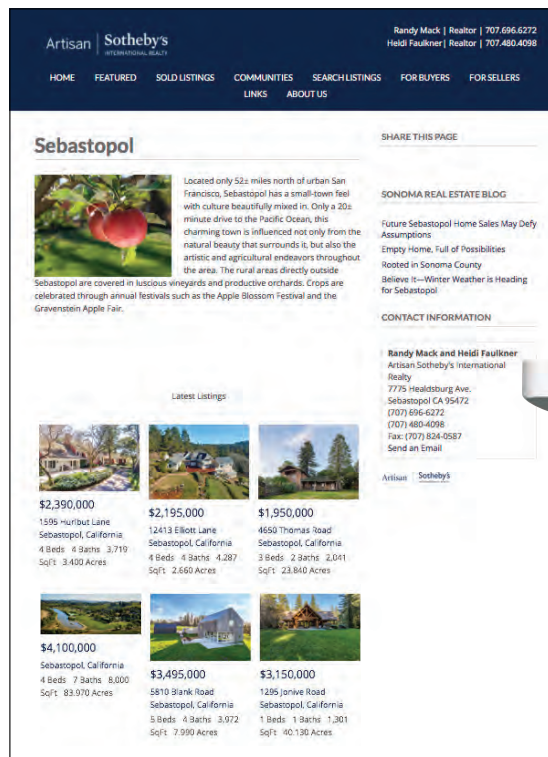 Artisan | Sotheby's
INTERNATIONAL REALTY
Randy Mack | Realtor | 707.696.6272
Heidi Faulkner| Realtor | 707.480.4098
HOME FEATURED SOLD LISTINGS COMMUNITIES SEARCH LISTINGS FOR BUYERS FOR SELLERS
LINKS ABOUT US
Sebastopol
Located only 52± miles north of urban San
Francisco, Sebastopol has a small-town feel
with culture beautifully mixed in. Only a 20±
minute drive to the Pacific Ocean, this
charming town is influenced not only from the
natural beauty that surrounds it, but also the
artistic and agricultural endeavors throughout
the area. The rural areas directly outside
Sebastopol are covered in luscious vineyards and productive orchards. Crops are
celebrated through annual festivals such as the Apple Blossom Festival and the
Gravenstein Apple Fair.
SHARE THIS PAGE
SONOMA REAL ESTATE BLOG
Future Sebastopol Home Sales May Defy
Assumptions
Empty Home, Full of Possibilities
Rooted in Sonoma County
Believe It—Winter Weather is Heading
for Sebastopol
CONTACT INFORMATION
Randy Mack and Heidi Faulkner
Artisan Sotheby's International
Realty
7775 Healdsburg Ave.
Sebastopol CA 95472
(707) 696-6272
(707) 480-4098
Fax: (707) 824-0587
Send an Email
Artisan | Sotheby's
Latest Listings
$2,390,000
1595 Hurlbut Lane
Sebastopol, California
4 Beds 4 Baths 3,719
SqFt 3.400 Acres
$2,195,000
12413 Elliott Lane
Sebastopol, California
4 Beds 4 Baths 4,287
SqFt 2.660 Acres
$1,950,000
4650 Thomas Road
Sebastopol, California
3 Beds 2 Baths 2,041
SqFt 23.840 Acres
$4,100,000
Sebastopol, California
4 Beds 7 Baths 8,000
SqFt 83.970 Acres
$3,495,000
5810 Blank Road
Sebastopol, California
5 Beds 4 Baths 3,972
SqFt 7.990 Acres
$3,150,000
1295 Jonive Road
Sebastopol, California
1 Beds 1 Baths 1,301
SqFt 40.130 Acres